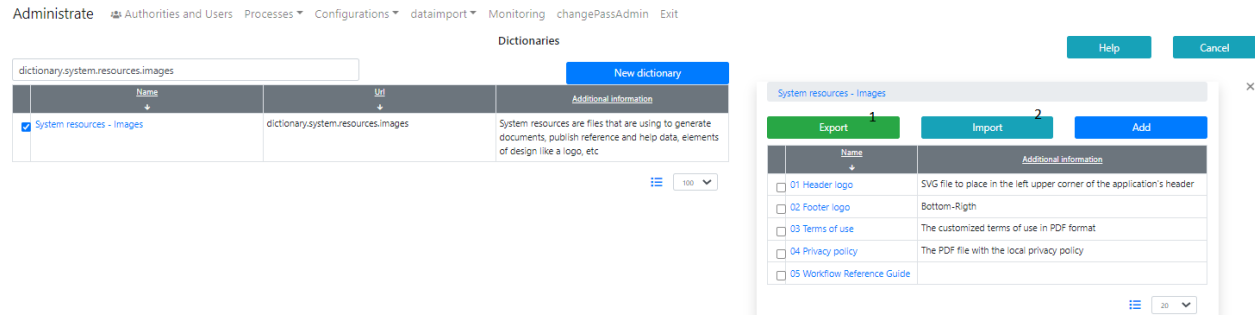 Administrate Authorities and Users Processes Configurations dataimport Monitoring changePassAdmin Exit
Dictionaries
Help Cancel
dictionary.system.resources.images
New dictionary
Name Url Additional information
System resources - Images dictionary.system.resources.images System resources are files that are using to generate
documents, publish reference and help data, elements
of design like a logo, etc
100
System resources - Images
Export 1 Import 2 Add
Name Additional information
01 Header logo SVG file to place in the left upper corner of the application's header
02 Footer logo Bottom-Rigth
03 Terms of use The customized terms of use in PDF format
04 Privacy policy The PDF file with the local privacy policy
05 Workflow Reference Guide
20